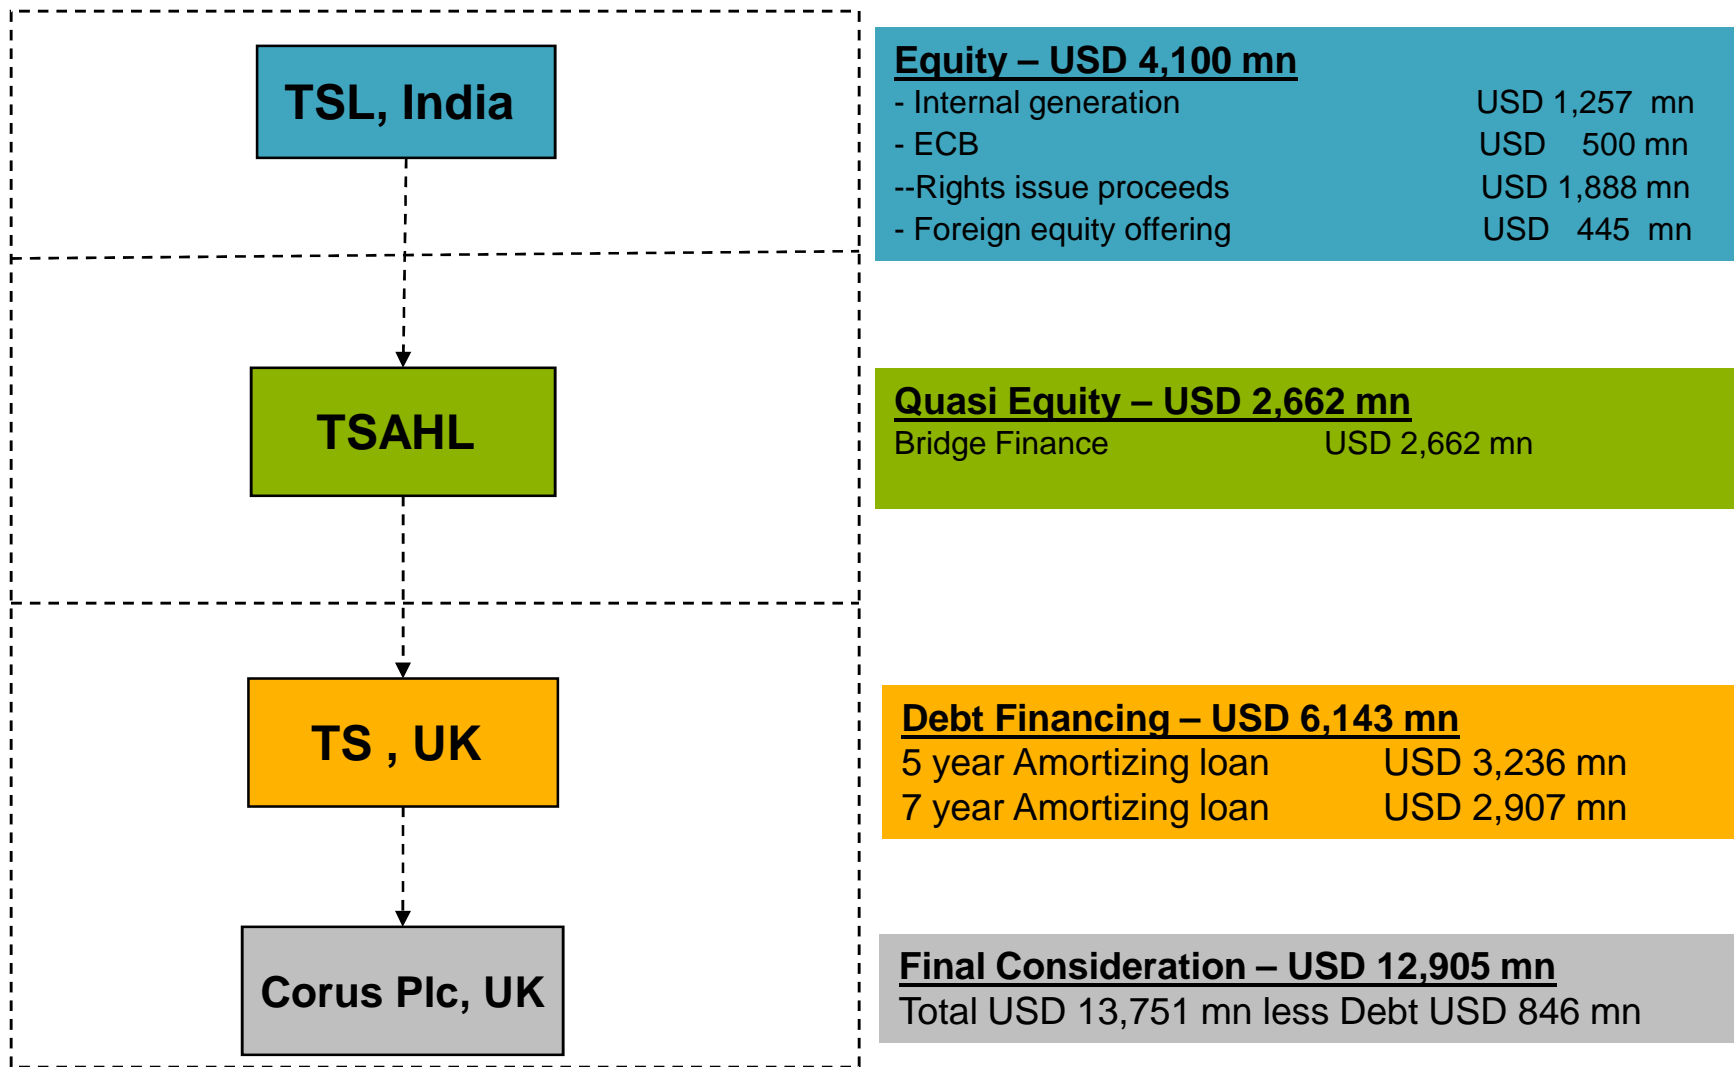 TSL, India
Equity – USD 4,100 mn
- Internal generation USD 1,257 mn
- ECB USD 500 mn
--Rights issue proceeds USD 1,888 mn
- Foreign equity offering USD 445 mn
TSAHL
Quasi Equity – USD 2,662 mn
Bridge Finance USD 2,662 mn
TS , UK
Debt Financing – USD 6,143 mn
5 year Amortizing loan USD 3,236 mn
7 year Amortizing loan USD 2,907 mn
Corus Plc, UK
Final Consideration – USD 12,905 mn
Total USD 13,751 mn less Debt USD 846 mn